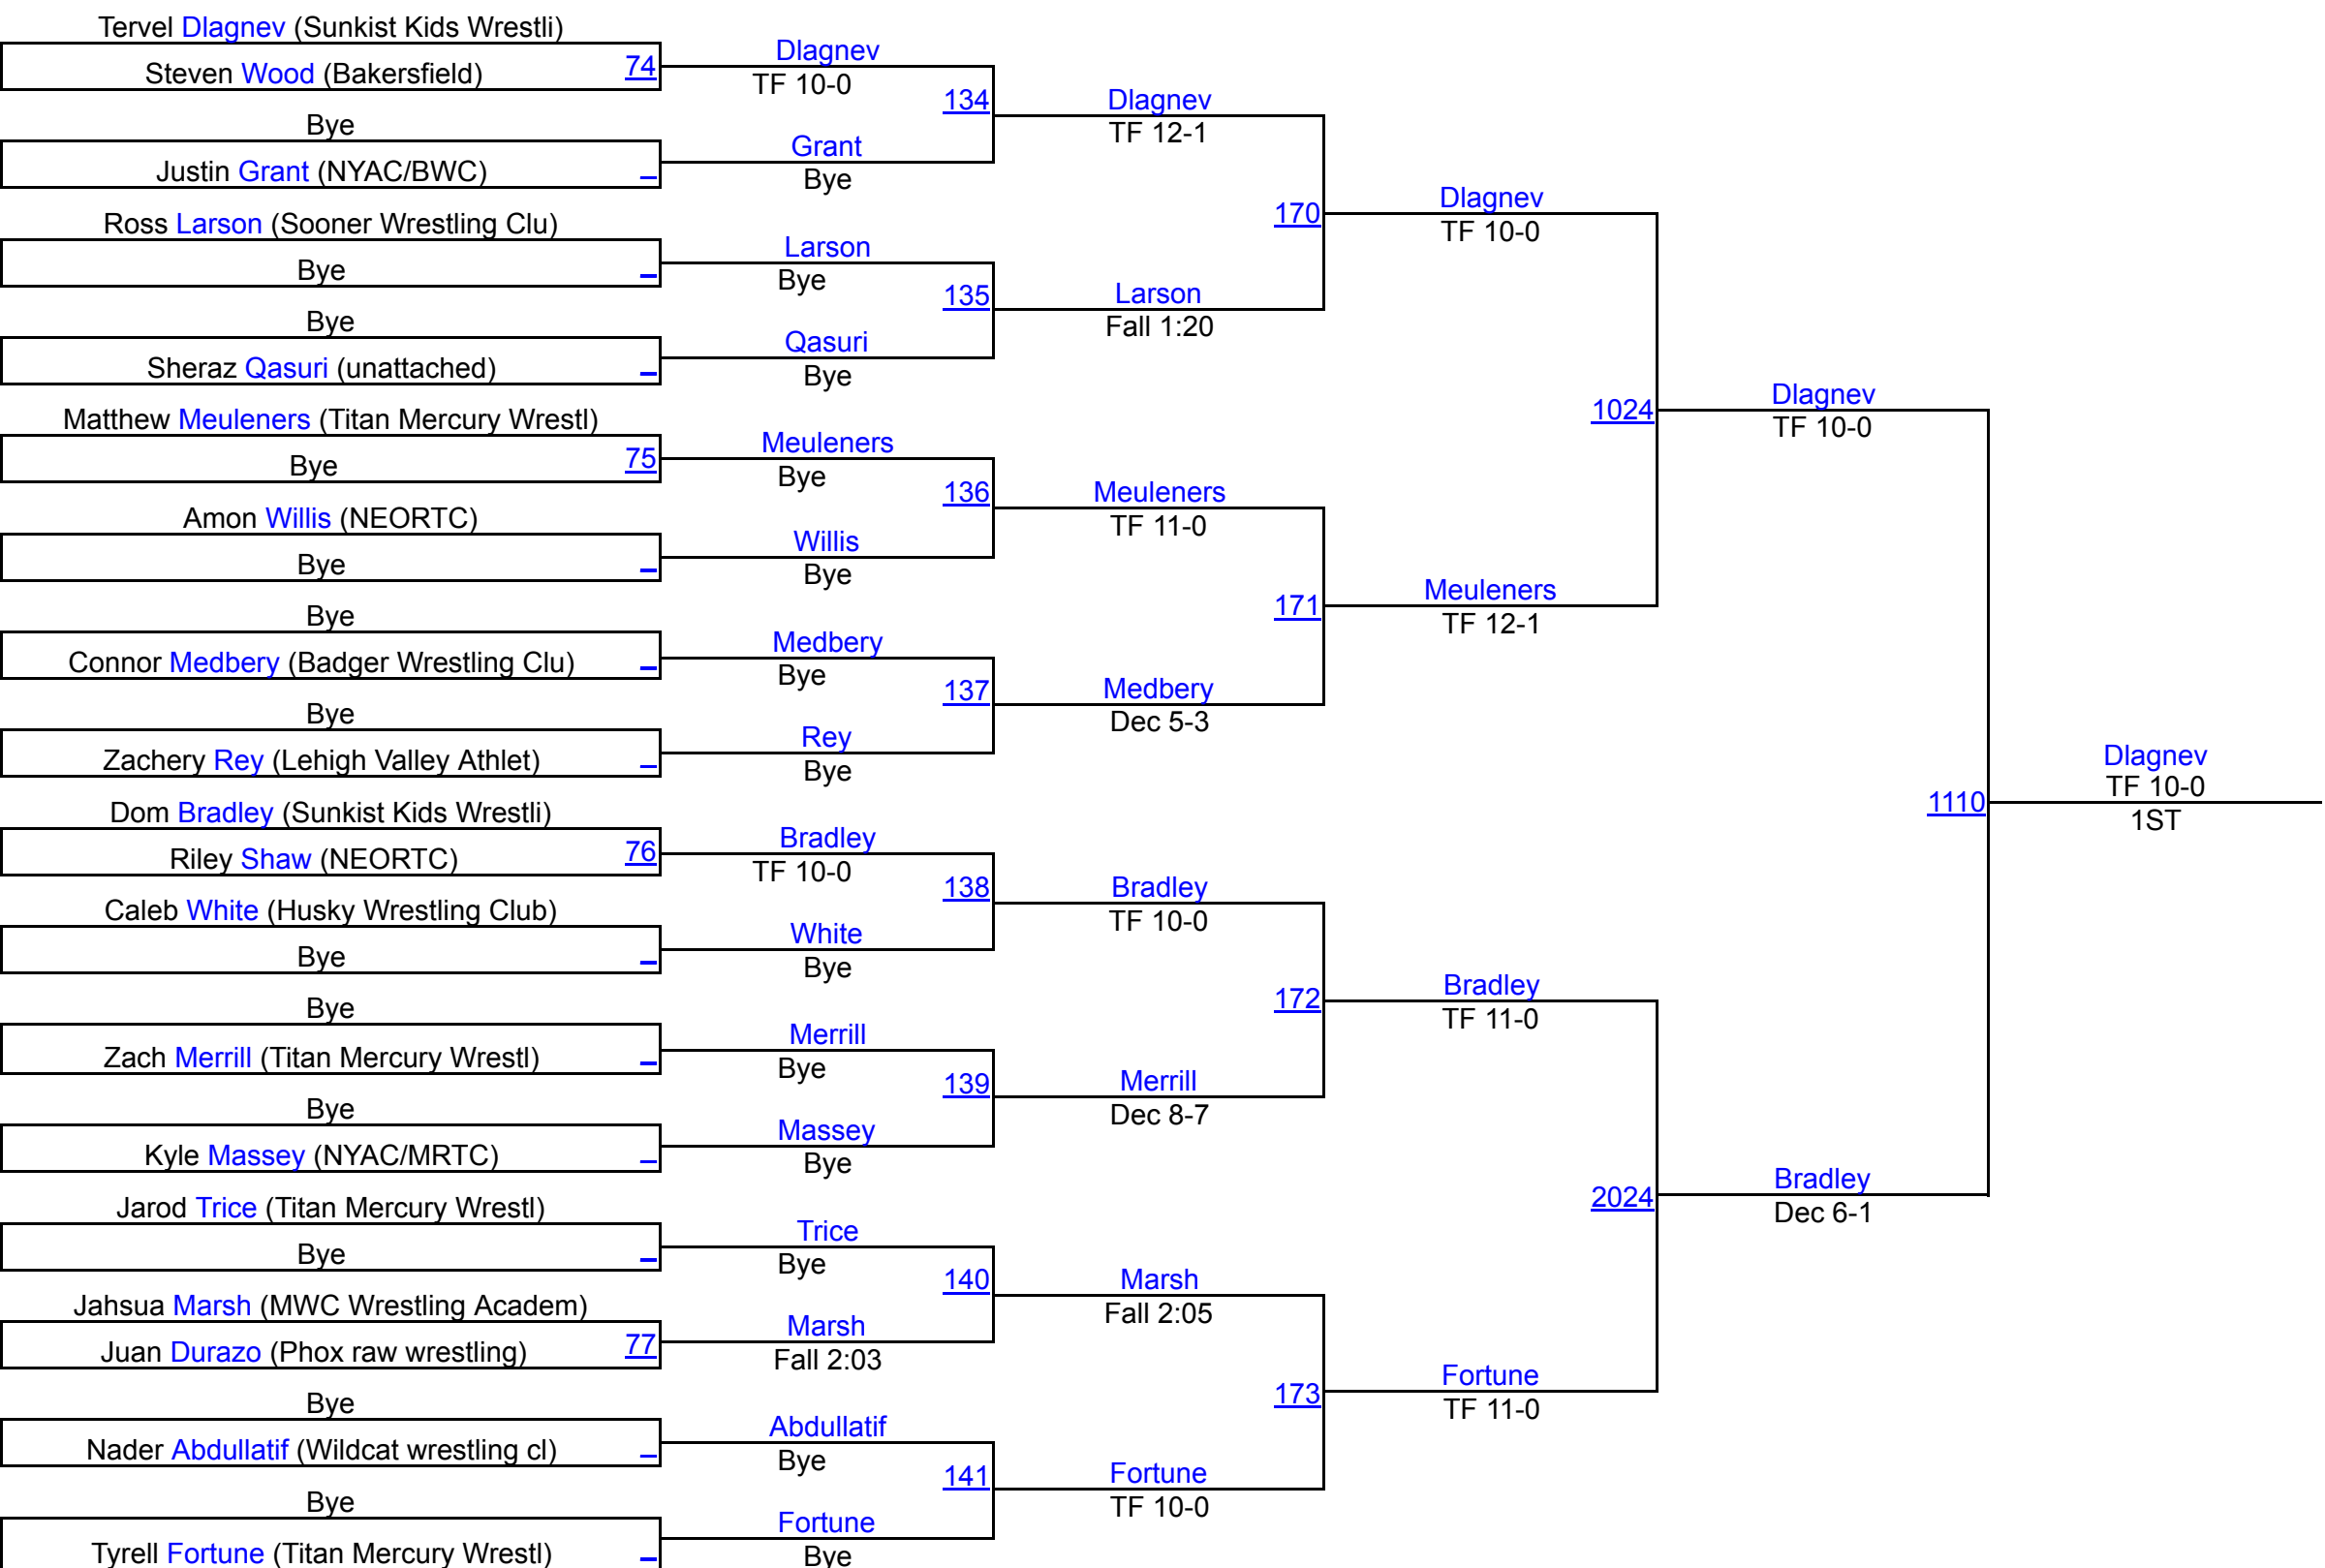 Tervel Dlagnev (Sunkist Kids Wrestli)
Steven Wood (Bakersfield)
74
Bye
Justin Grant (NYAC/BWC)
–
Ross Larson (Sooner Wrestling Clu)
Bye
–
Bye
Sheraz Qasuri (unattached)
–
Matthew Meuleners (Titan Mercury Wrestl)
Bye
75
Amon Willis (NEORTC)
Bye
–
Bye
Connor Medbery (Badger Wrestling Clu)
–
Bye
Zachery Rey (Lehigh Valley Athlet)
–
Dom Bradley (Sunkist Kids Wrestli)
Riley Shaw (NEORTC)
76
Caleb White (Husky Wrestling Club)
Bye
–
Bye
Zach Merrill (Titan Mercury Wrestl)
–
Bye
Kyle Massey (NYAC/MRTC)
–
Jarod Trice (Titan Mercury Wrestl)
Bye
–
Jahsua Marsh (MWC Wrestling Academ)
Juan Durazo (Phox raw wrestling)
77
Bye
Nader Abdullatif (Wildcat wrestling cl)
–
Bye
Tyrell Fortune (Titan Mercury Wrestl)
–
Dlagnev
TF 10-0
134
Grant
Bye
Larson
Bye
135
Qasuri
Bye
Meuleners
Bye
136
Willis
Bye
Medbery
Bye
137
Rey
Bye
Bradley
TF 10-0
138
White
Bye
Merrill
Bye
139
Massey
Bye
Trice
Bye
140
Marsh
Fall 2:03
Abdullatif
Bye
141
Fortune
Bye
Dlagnev
TF 12-1
170
Larson
Fall 1:20
Meuleners
TF 11-0
171
Medbery
Dec 5-3
Bradley
TF 10-0
172
Merrill
Dec 8-7
Marsh
Fall 2:05
173
Fortune
TF 10-0
Dlagnev
TF 10-0
1024
Meuleners
TF 12-1
Bradley
TF 11-0
2024
Fortune
TF 11-0
Dlagnev
TF 10-0
1110
Bradley
Dec 6-1
Dlagnev
TF 10-0
1ST